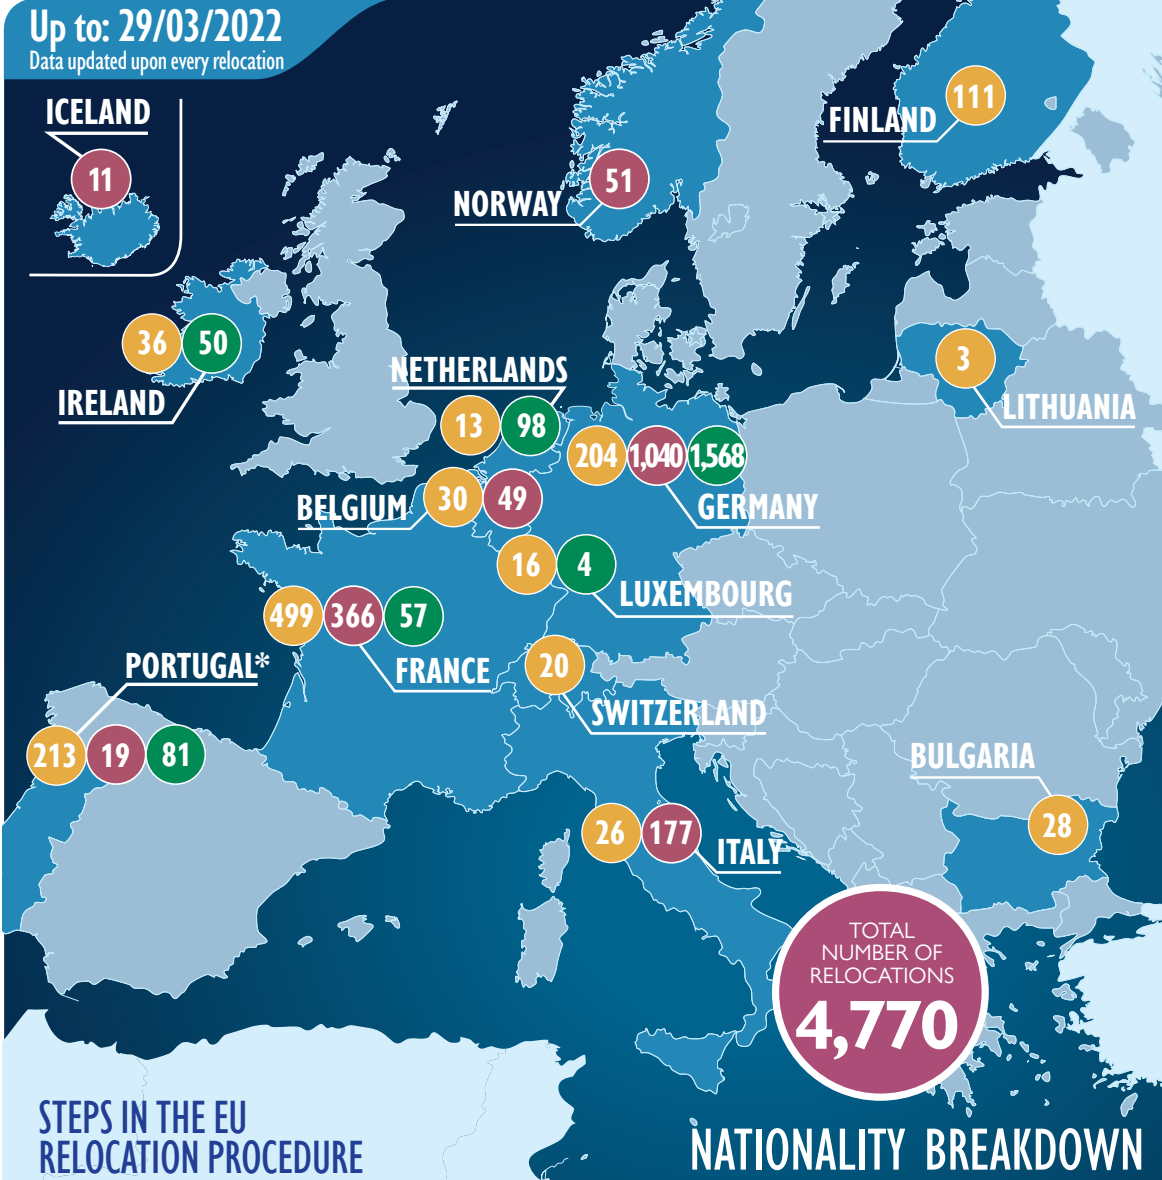 Up to: 29/03/2022
Data updated upon every relocation
ICELAND
11
FINLAND
111
NORWAY
51
36 50
IRELAND
NETHERLANDS
13 98
3
LITHUANIA
204 1,040 1,568
GERMANY
BELGIUM
30 49
16 4
LUXEMBOURG
499 366 57
FRANCE
PORTUGAL*
213 19 81
20
SWITZERLAND
BULGARIA
28
26 177
ITALY
TOTAL
NUMBER OF
RELOCATIONS
4,770
STEPS IN THE EU
RELOCATION PROCEDURE
NATIONALITY BREAKDOWN